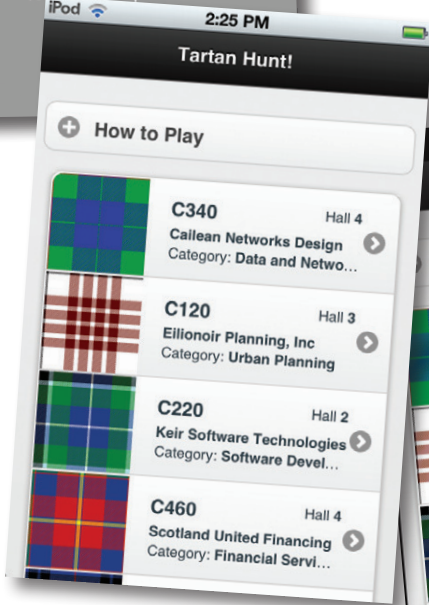 iPod
2:25 PM
Tartan Hunt!
How to Play
C340
Hall 4
Cailean Networks Design
Category: Data and Netwo...
C120
Hall 3
Eilionoir Planning, Inc
Category: Urban Planning
C220
Hall 2
Keir Software Technologies
Category: Software Devel...
C460
Hall 4
Scotland United Financing
Category: Financial Servi...